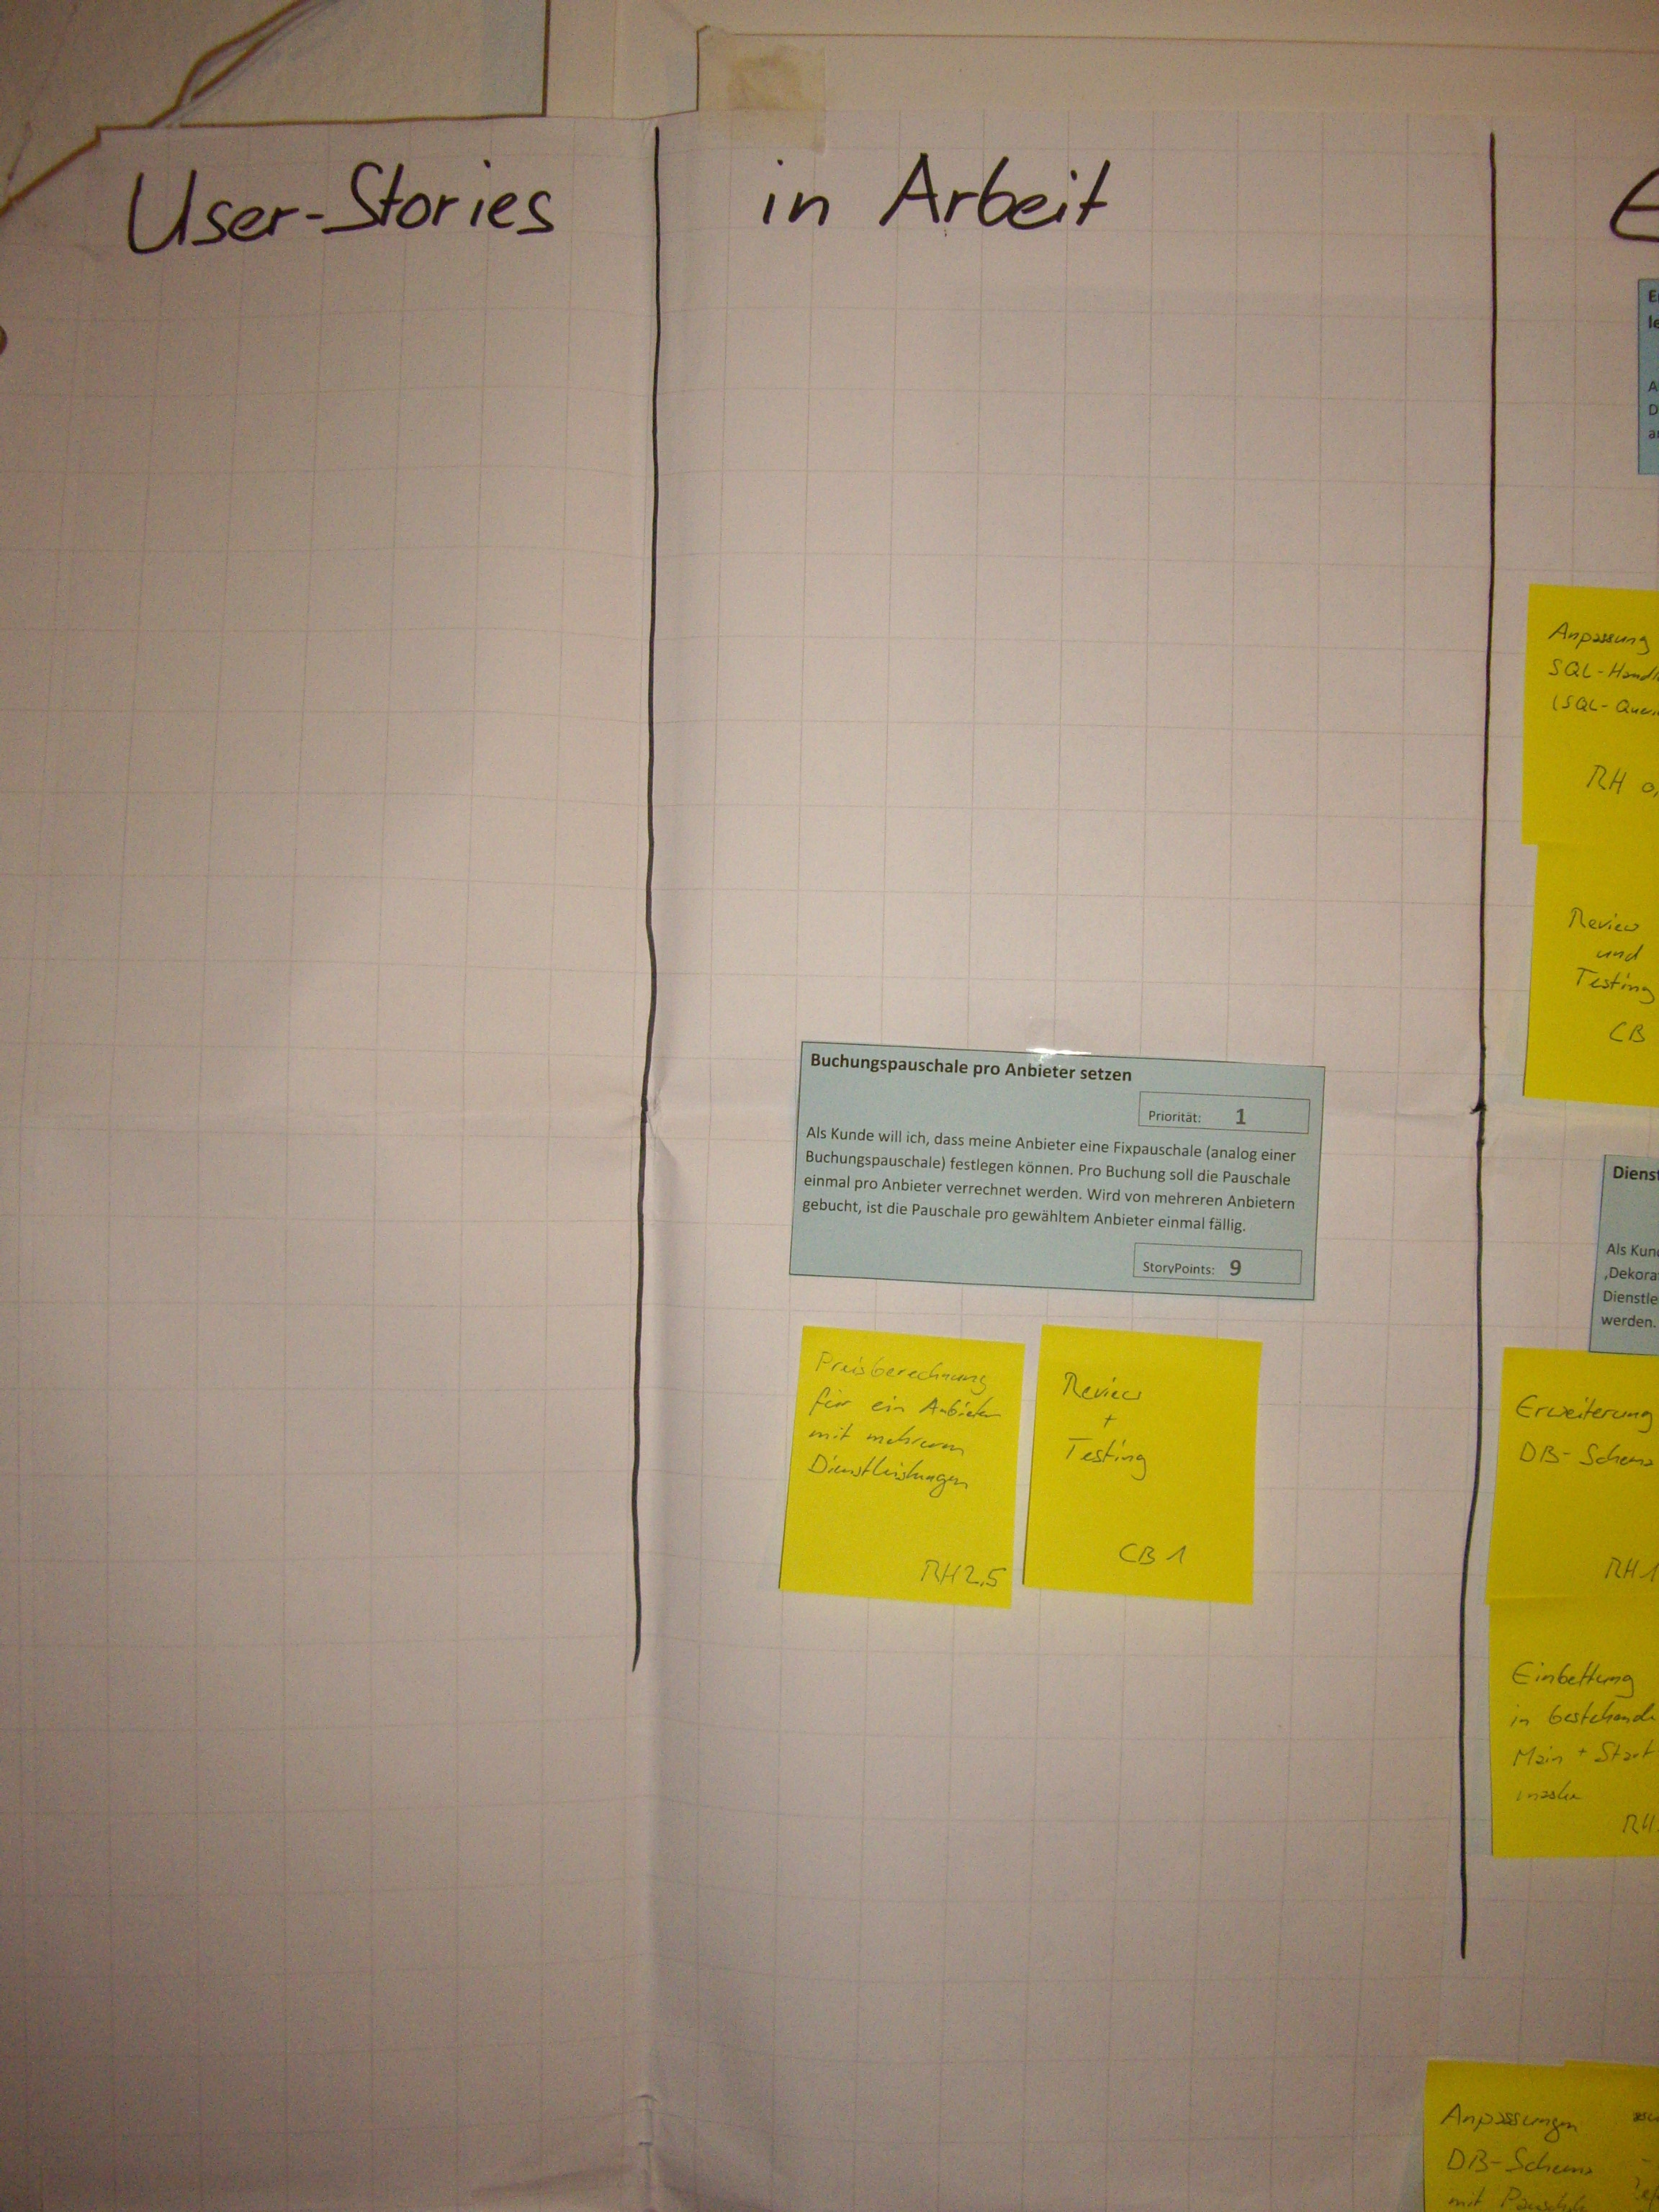 User-Stories
in Arbeit
Buchungspauschale pro Anbieter setzen
Priorität: 1
Als Kunde will ich, dass meine Anbieter eine Fixpauschale (analog einer
Buchungspauschale) festlegen können. Pro Buchung soll die Pauschale
einmal pro Anbieter verrechnet werden. Wird von mehreren Anbietern
gebucht, ist die Pauschale pro gewähltem Anbieter einmal fällig.
StoryPoints: 9
Preisberechnung
für ein Anbieter
mit mehreren
Dienstleistungen
RH 2,5
Review
+
Testing
CB 1
Anpassung
SQL-Handl
(SQL-Quer
RH 0,
Review
und
Testing
CB
Dienst
Als Kun
‚Dekora
Dienstle
werden.
Erweiterung
DB-Schema
RH 1
Einbettung
in bestehende
Main + Start
maske
RH
Anpassungen
DB-Schema
mit Pauschale